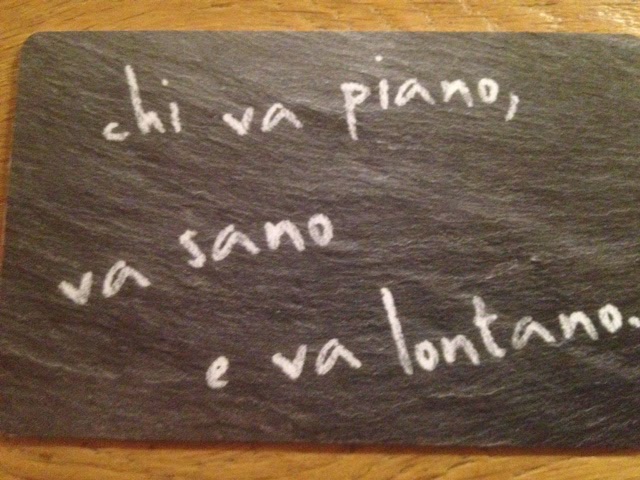 chi va piano,
va sano
e va lontano.